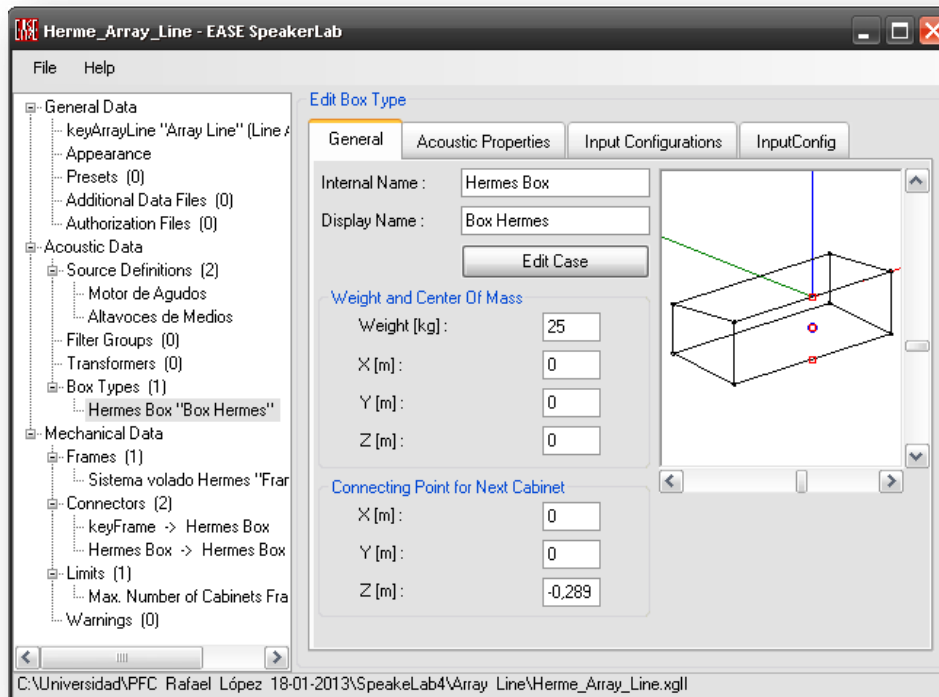 Herme_Array_Line - EASE SpeakerLab
File Help
General Data
keyArrayLine "Array Line" (Line A
Appearance
Presets (0)
Additional Data Files (0)
Authorization Files (0)
Acoustic Data
Source Definitions (2)
Motor de Agudos
Altavoces de Medios
Filter Groups (0)
Transformers (0)
Box Types (1)
Hermes Box "Box Hermes"
Mechanical Data
Frames (1)
Sistema volado Hermes "Fran
Connectors (2)
keyFrame -> Hermes Box
Hermes Box -> Hermes Box
Limits (1)
Max. Number of Cabinets Fra
Warnings (0)
Edit Box Type
General Acoustic Properties Input Configurations InputConfig
Internal Name : Hermes Box
Display Name : Box Hermes
Edit Case
Weight and Center Of Mass
Weight [kg] : 25
X [m] : 0
Y [m] : 0
Z [m] : 0
Connecting Point for Next Cabinet
X [m] : 0
Y [m] : 0
Z [m] : -0,289
C:\Universidad\PFC Rafael López 18-01-2013\SpeakeLab4\Array Line\Herme_Array_Line.xgll